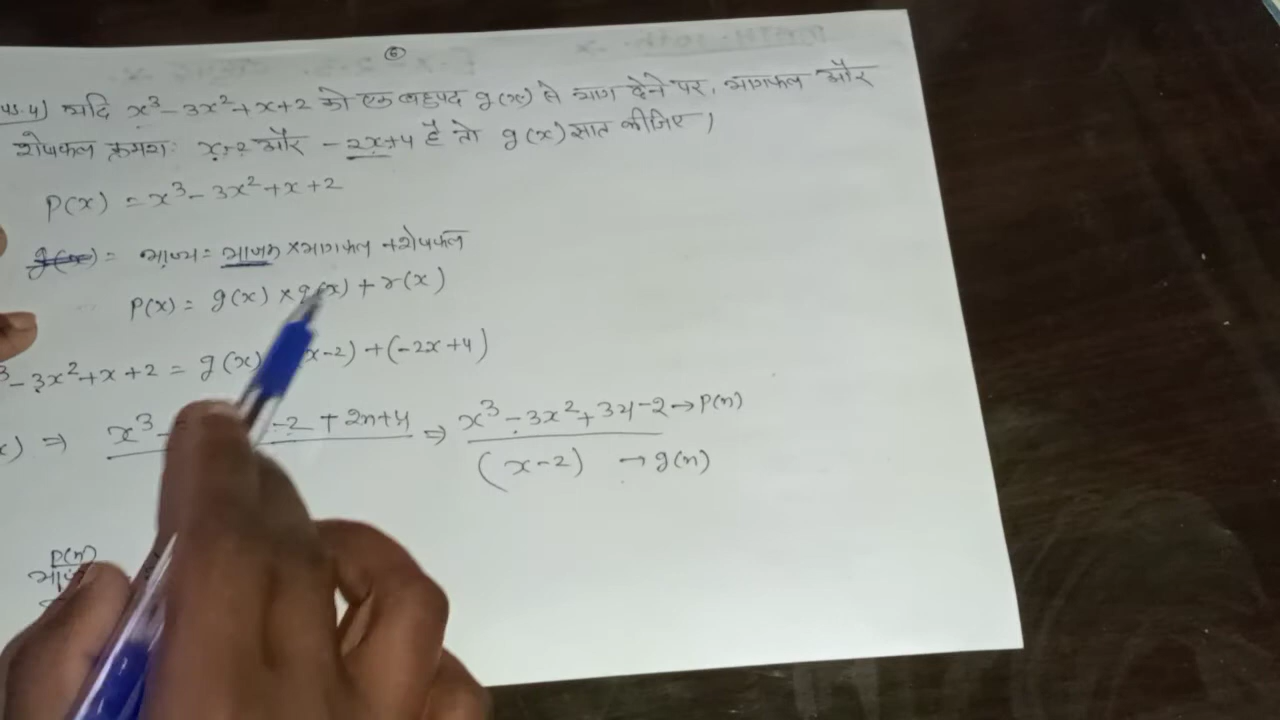 6
प्र.4) यदि x³-3x²+x+2 को एक बहुपद g(x) से भाग देने पर, भागफल और
शेषफल क्रमशः x-2 और -2x+4 है तो g(x) ज्ञात कीजिए।
P(x) = x³-3x²+x+2
g(x) = भाज्य = भाजक × भागफल + शेषफल
P(x) = g(x) × q(x) + r(x)
-3x²+x+2 = g(x) x-2) + (-2x+4)
⇒ x³- -2 + 2x+4 ⇒ x³-3x²+3x-2 → P(x)
(x-2) → g(x)
P(x)